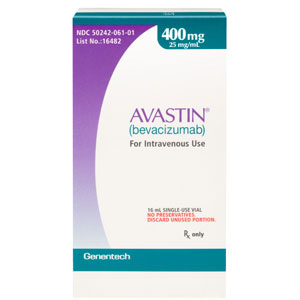 NDC 50242-061-01
List No.:16482
400mg
25 mg/mL
AVASTIN®
(bevacizumab)
For Intravenous Use
16 mL SINGLE-USE VIAL
NO PRESERVATIVES.
DISCARD UNUSED PORTION.
℞ only
Genentech